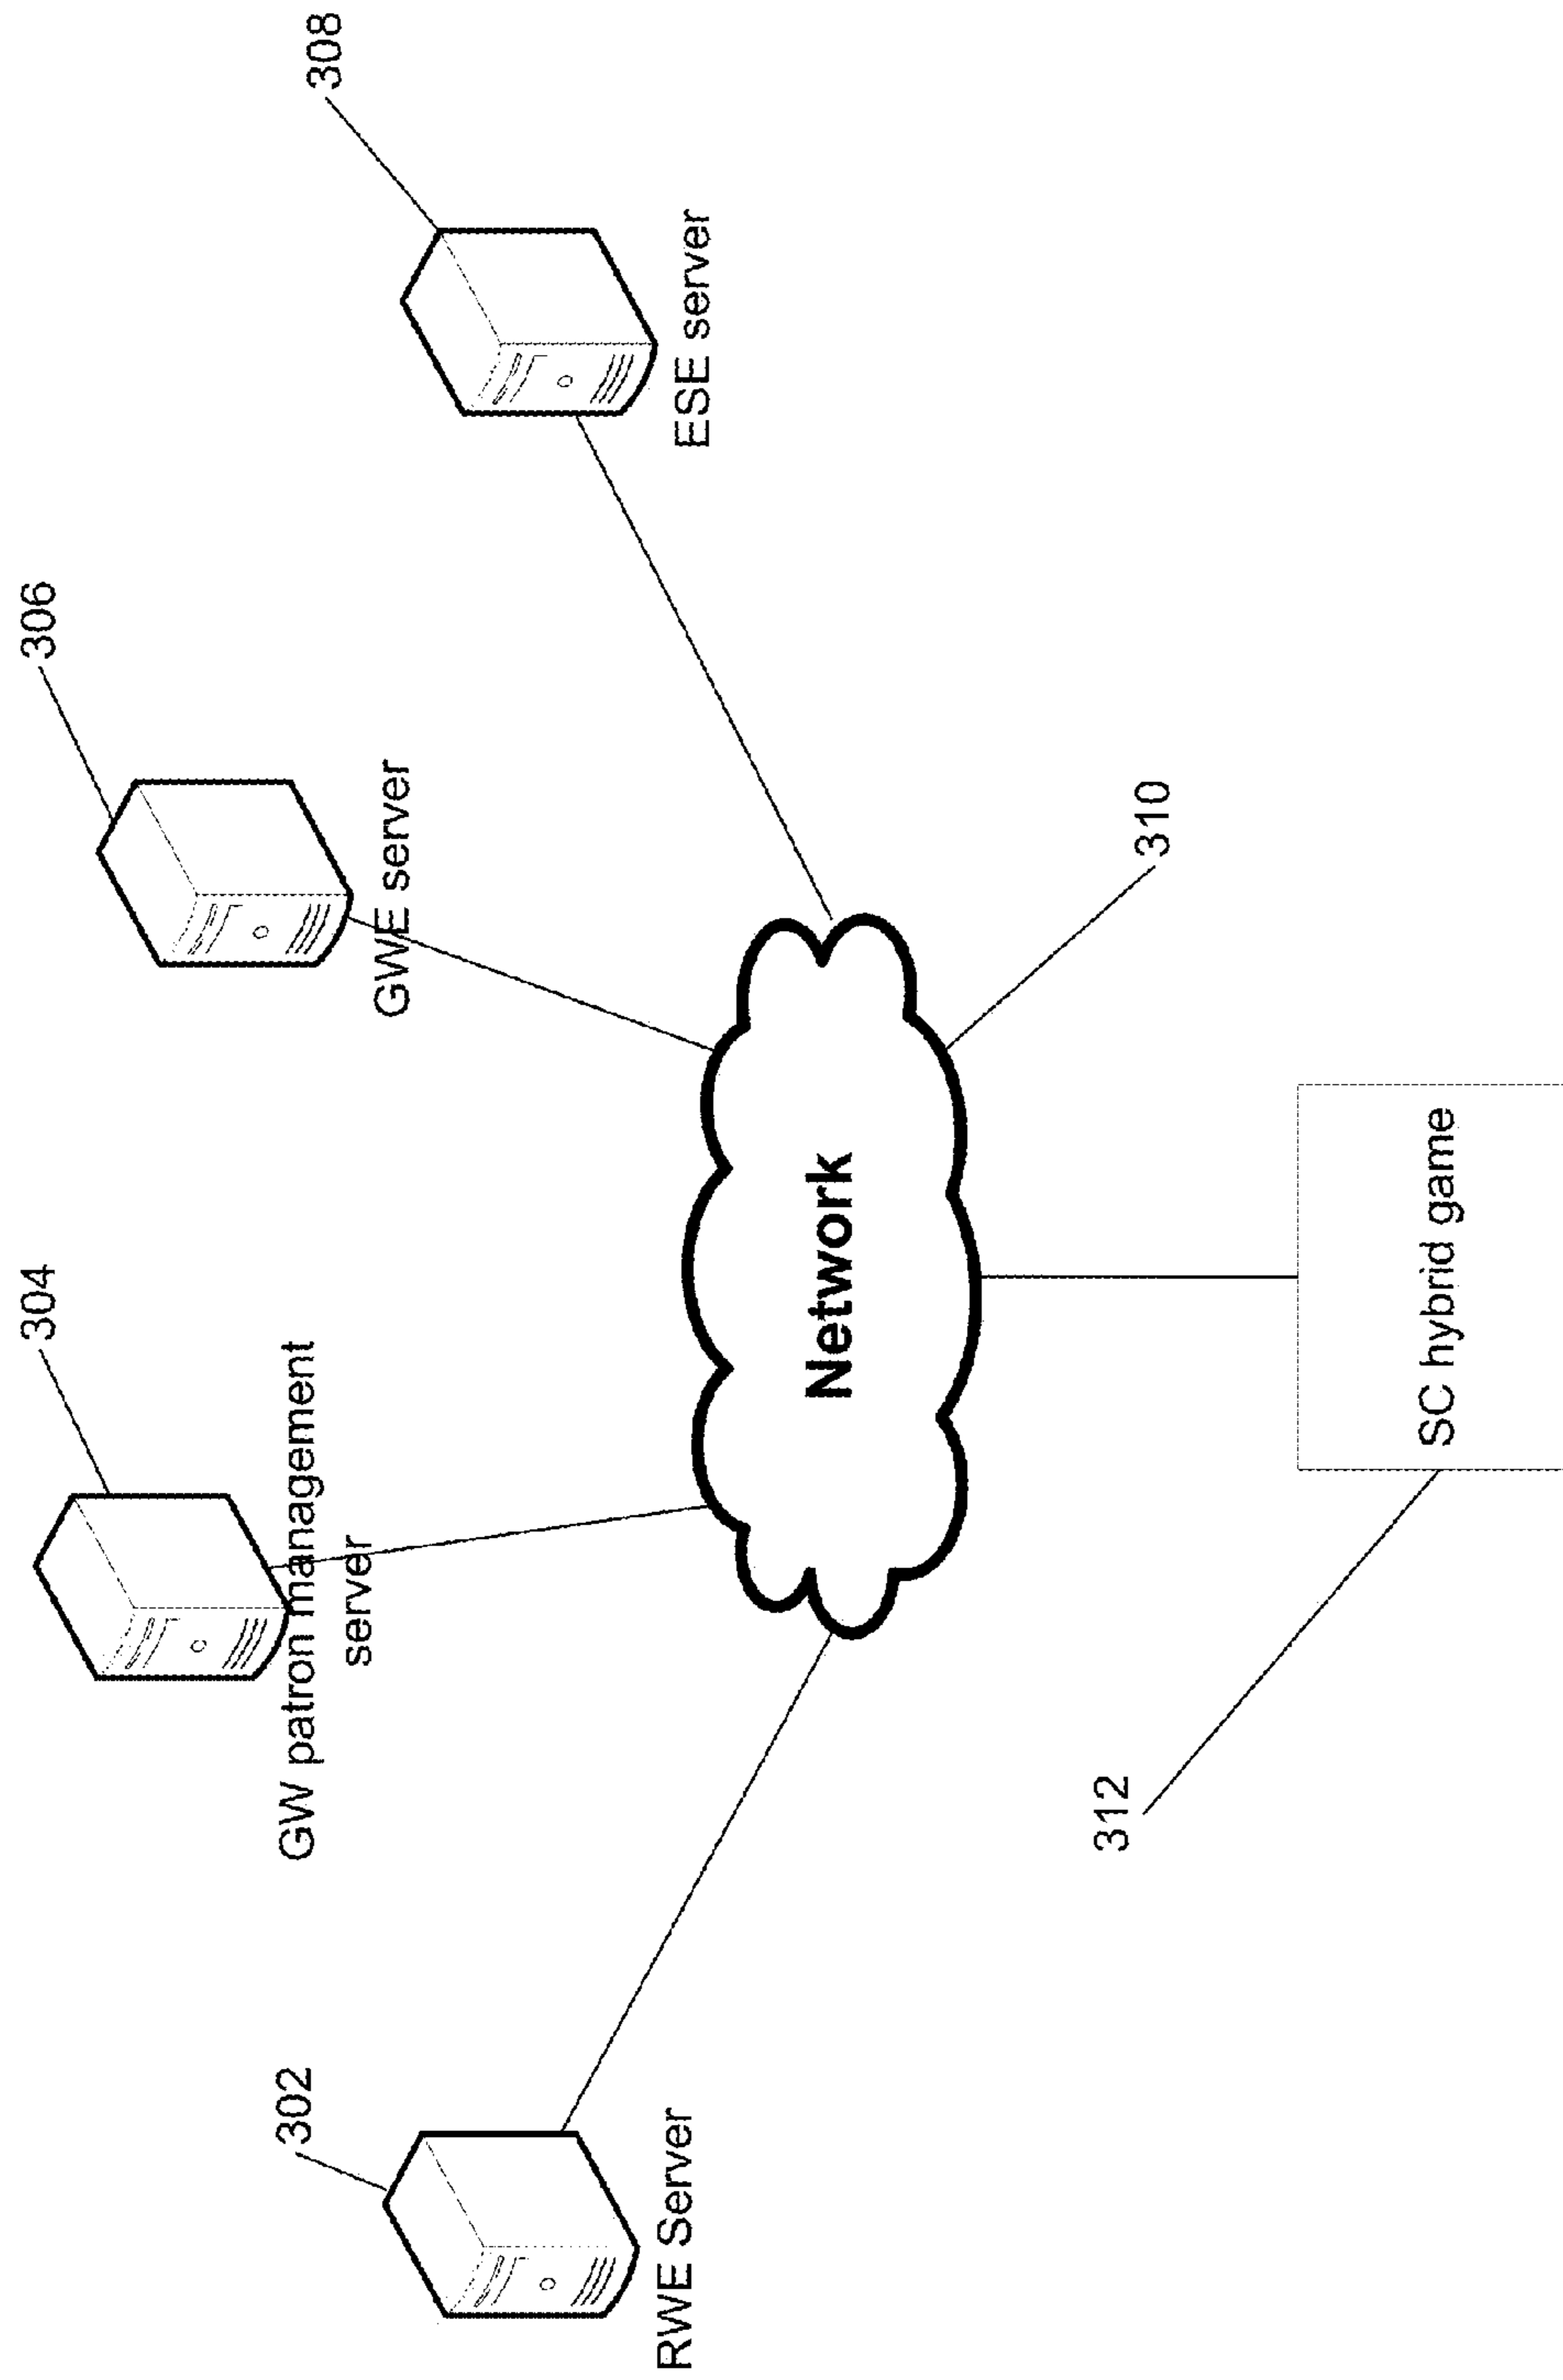 304
306
308
302
GW patron management
server
GWE server
ESE server
RWE Server
Network
310
312
SC hybrid game